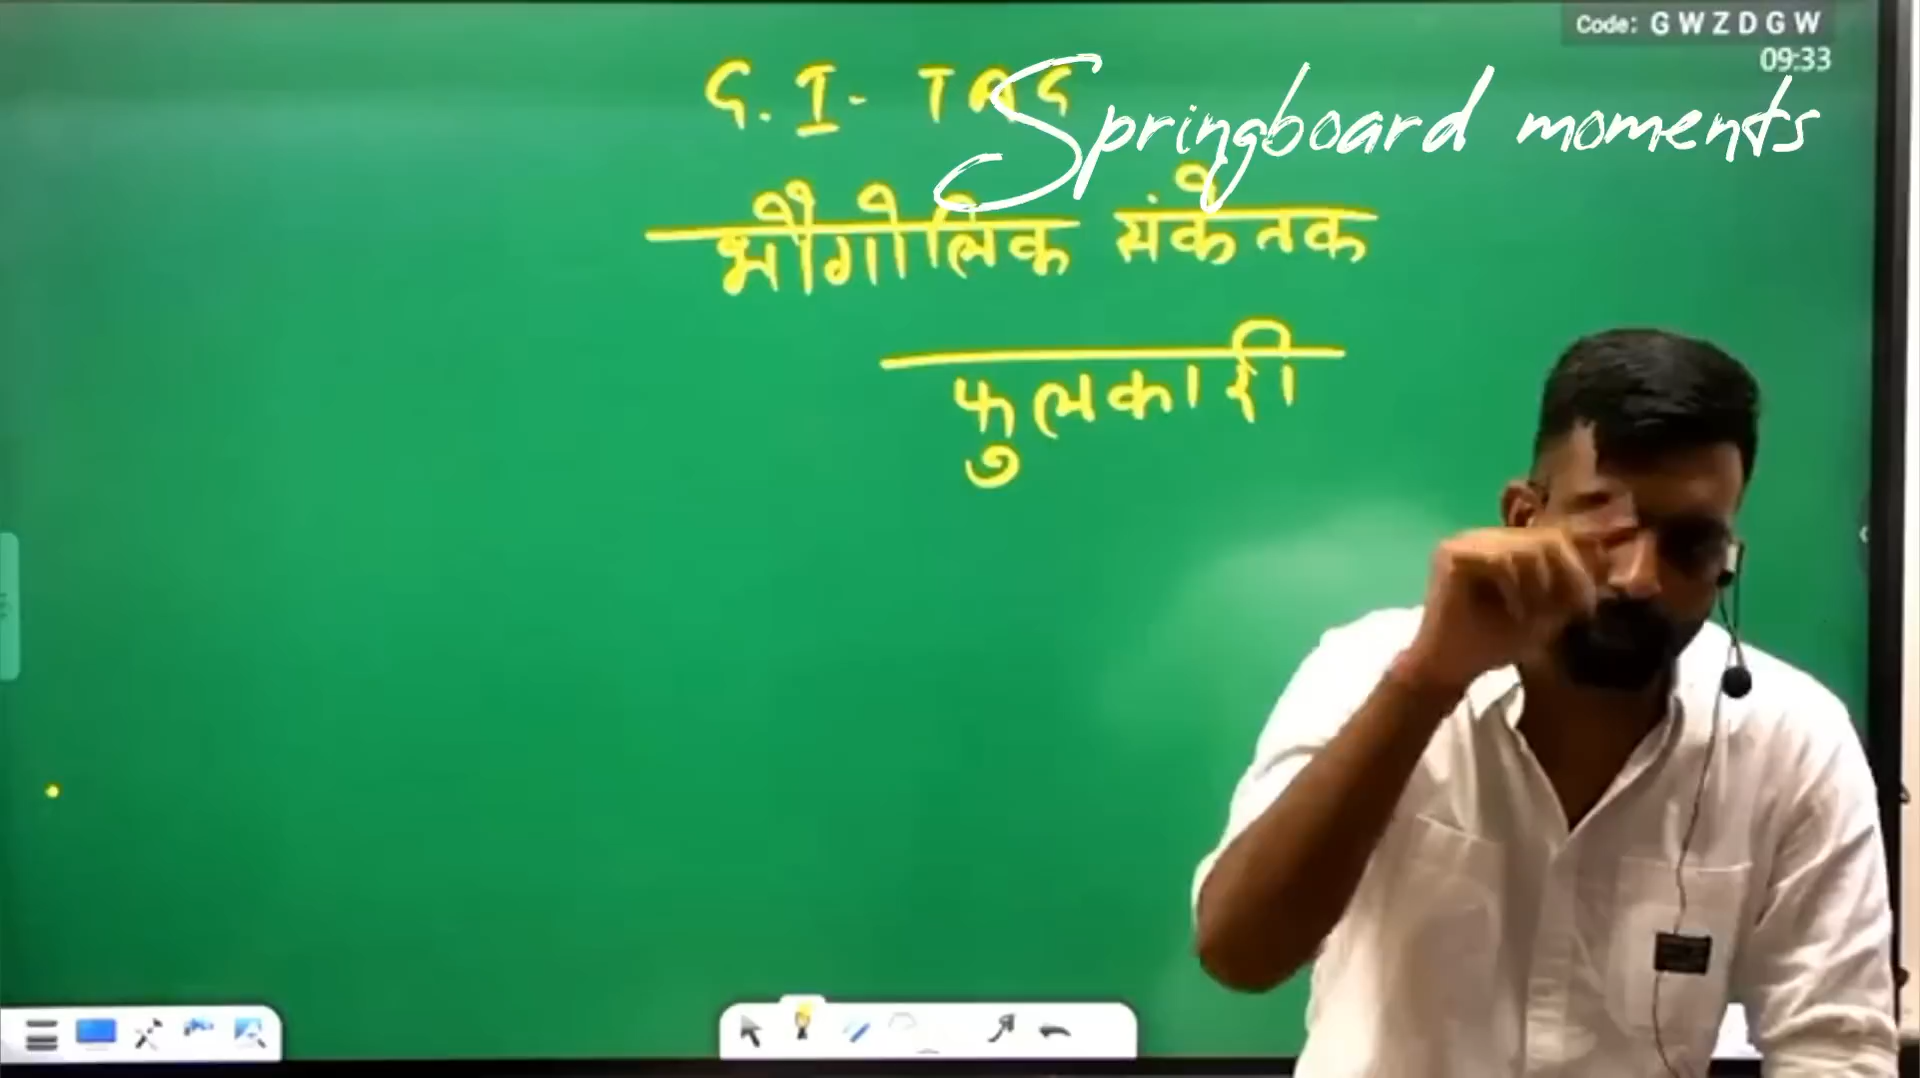 Code: GWZDGW
09:33
G.I- TAG
Springboard moments
भौगोलिक संकेतक
फुलकारी